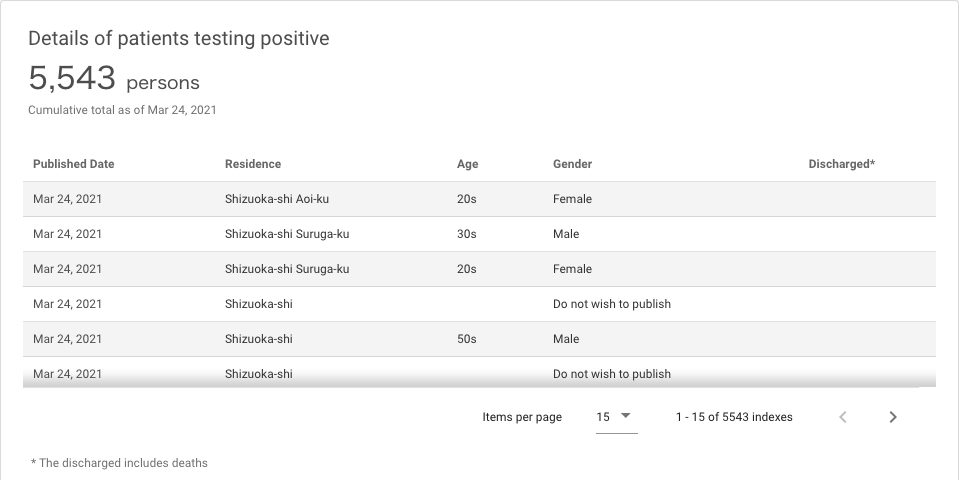 Details of patients testing positive
5,543 persons
Cumulative total as of Mar 24, 2021
Published Date Residence Age Gender Discharged*
Mar 24, 2021 Shizuoka-shi Aoi-ku 20s Female
Mar 24, 2021 Shizuoka-shi Suruga-ku 30s Male
Mar 24, 2021 Shizuoka-shi Suruga-ku 20s Female
Mar 24, 2021 Shizuoka-shi Do not wish to publish
Mar 24, 2021 Shizuoka-shi 50s Male
Mar 24, 2021 Shizuoka-shi Do not wish to publish
Items per page 15 1 - 15 of 5543 indexes
* The discharged includes deaths